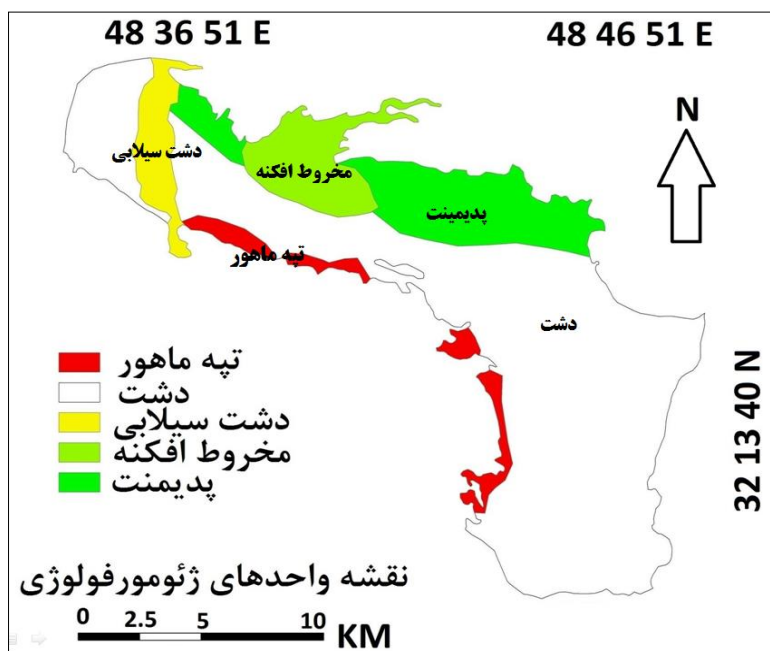 48 36 51 E
48 46 51 E
N
دشت سیلابی
مخروط افکنه
پدیمینت
تپه ماهور
دشت
32 13 40 N
تپه ماهور
دشت
دشت سیلابی
مخروط افکنه
پدیمنت
نقشه واحدهای ژئومورفولوژی
0 2.5 5 10
KM